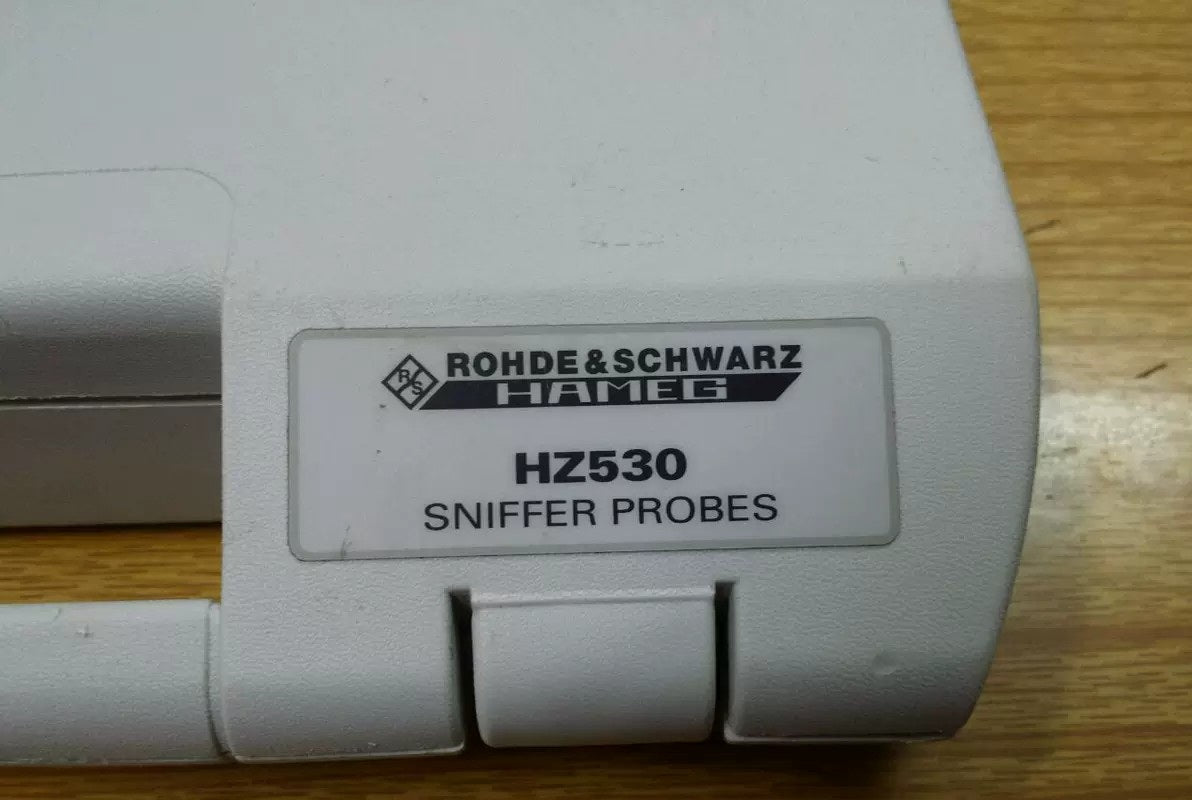 R/S ROHDE&SCHWARZ
HAMEG
HZ530
SNIFFER PROBES